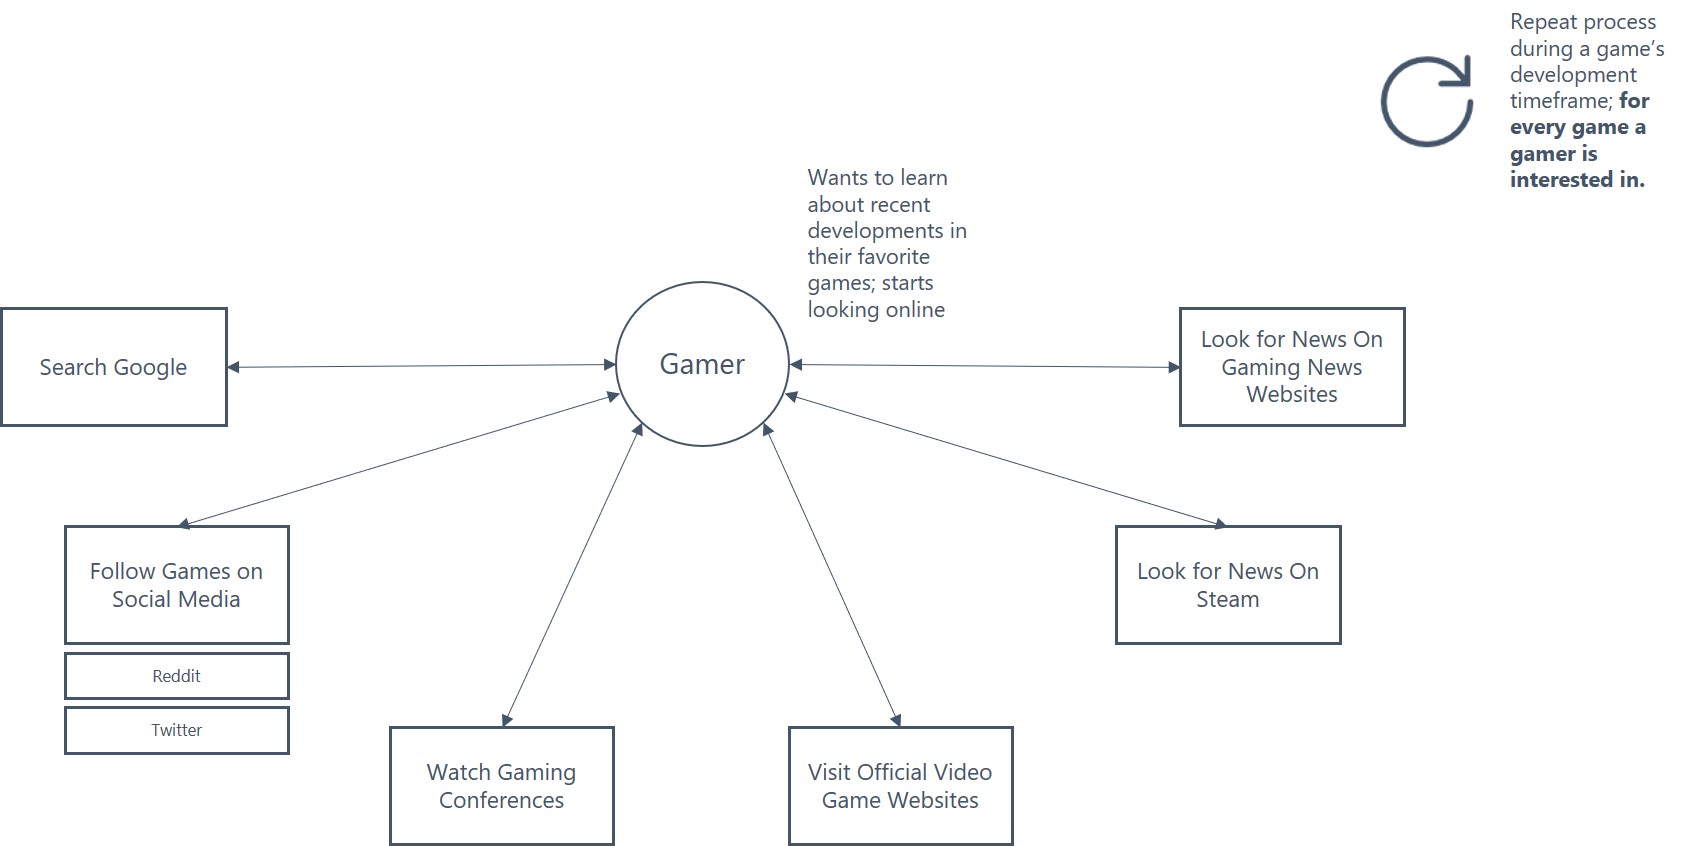 Repeat process
during a game's
development
timeframe; for
every game a
gamer is
interested in.
Wants to learn
about recent
developments in
their favorite
games; starts
looking online
Search Google
Gamer
Look for News On
Gaming News
Websites
Follow Games on
Social Media
Reddit
Twitter
Look for News On
Steam
Watch Gaming
Conferences
Visit Official Video
Game Websites